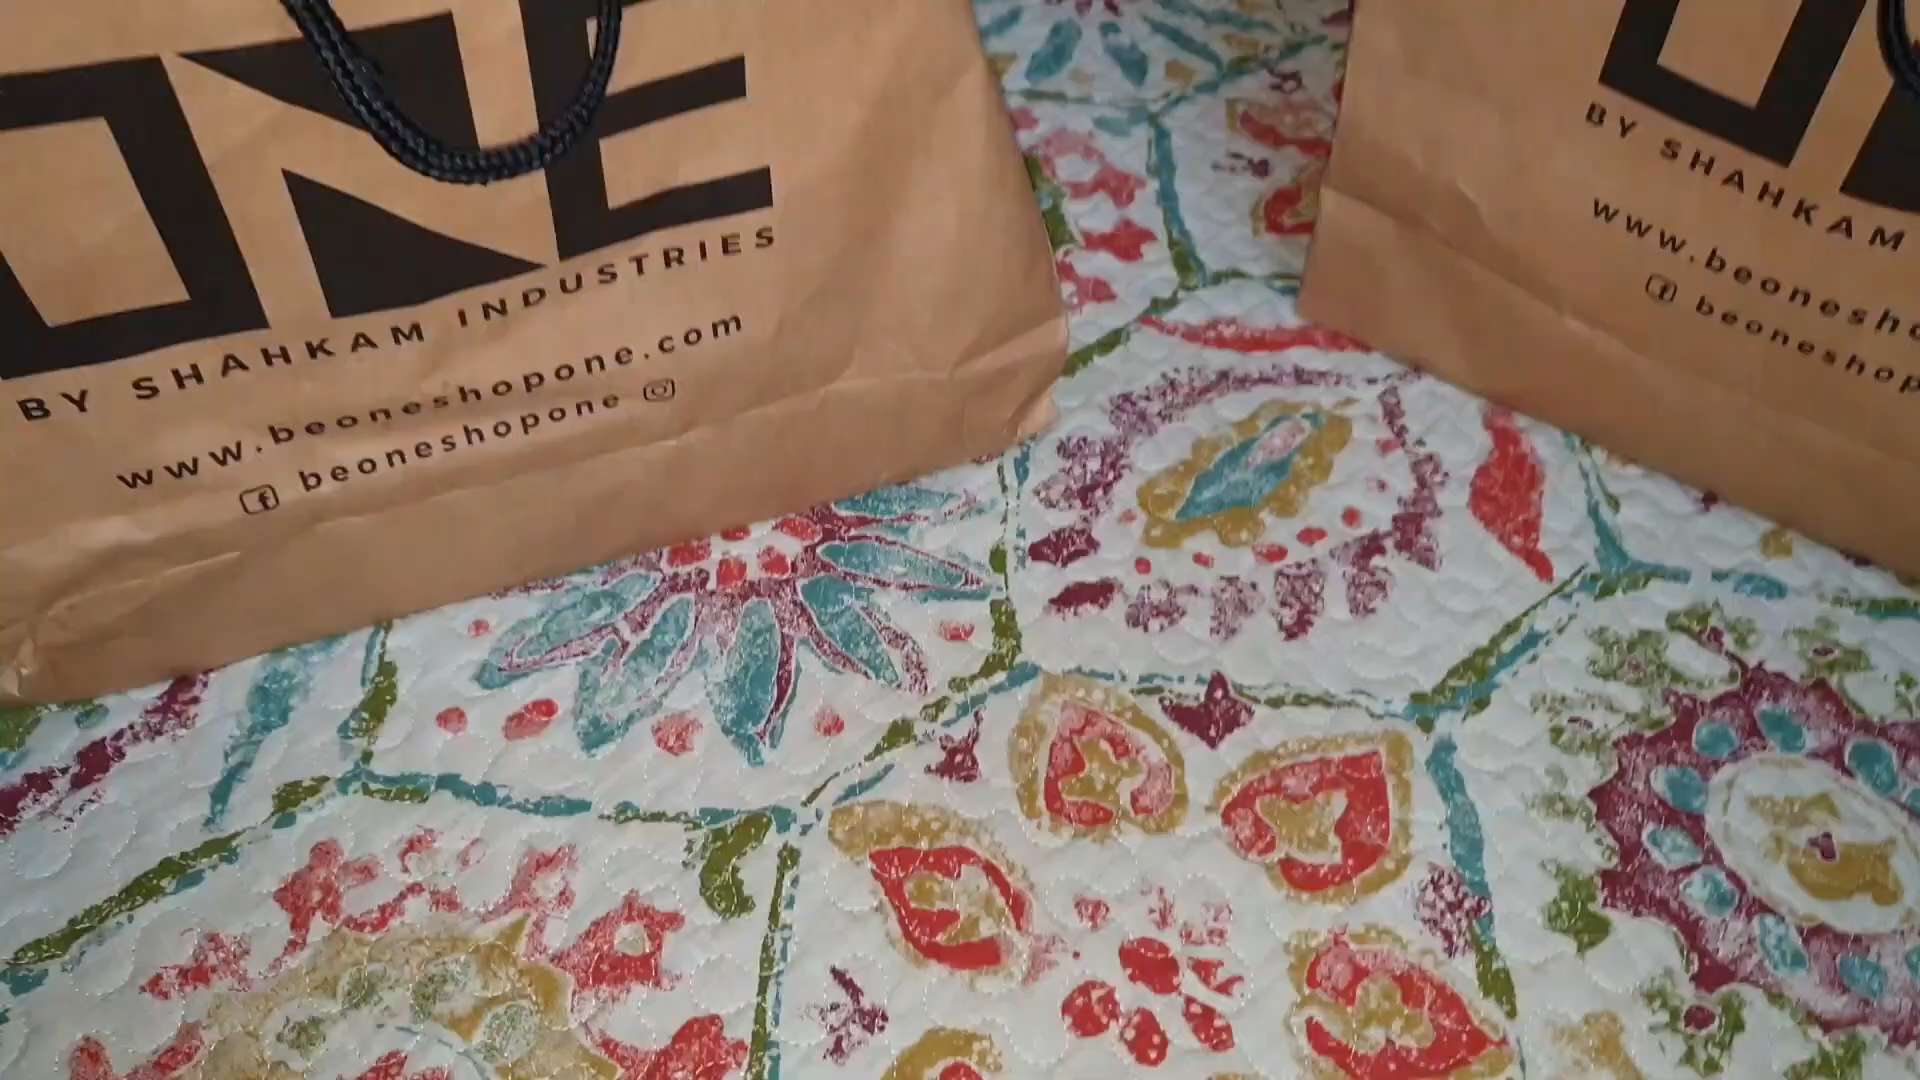 ONE
BY SHAHKAM INDUSTRIES
www.beoneshopone.com
beoneshopone
BY SHAHKAM
www.beonesho
beoneshop